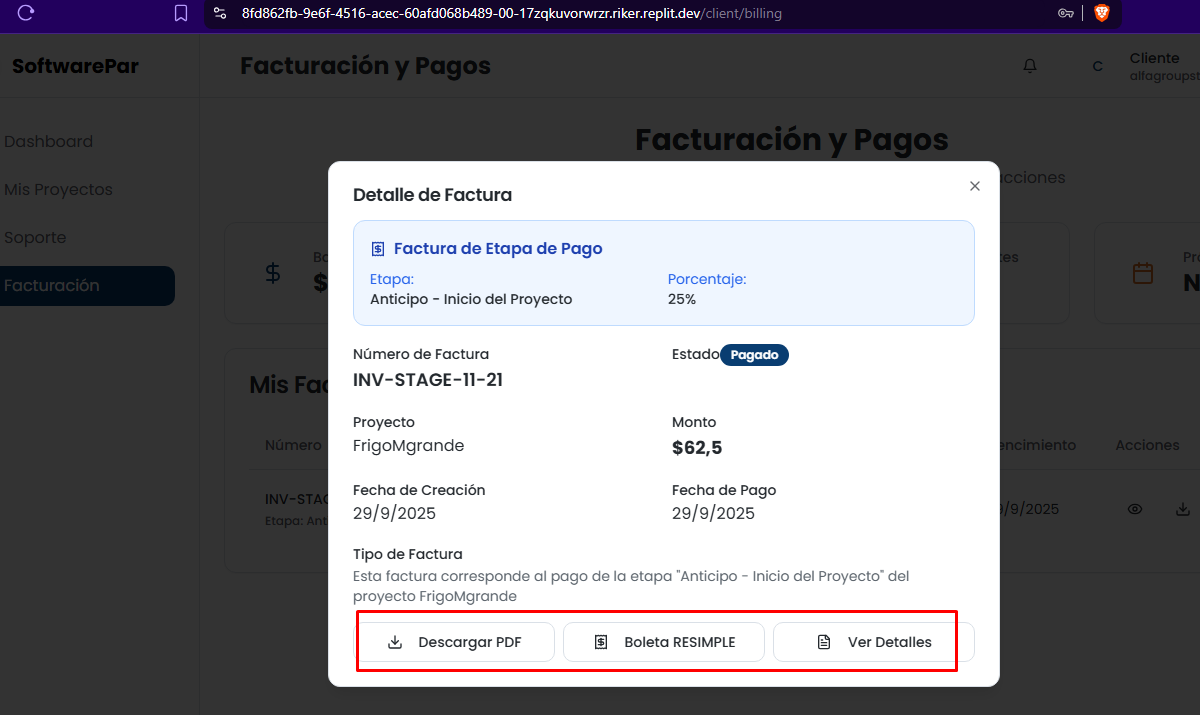 8fd862fb-9e6f-4516-acec-60afd068b489-00-17zqkuvorwrzr.riker.replit.dev/client/billing
SoftwarePar
Facturación y Pagos
C
Cliente
alfagroupst
Dashboard
Mis Proyectos
Soporte
Facturación
Facturación y Pagos
Detalle de Factura
Factura de Etapa de Pago
Etapa:
Porcentaje:
Anticipo - Inicio del Proyecto
25%
Número de Factura
Estado
Pagado
INV-STAGE-11-21
Proyecto
Monto
FrigoMgrande
$62,5
Fecha de Creación
Fecha de Pago
29/9/2025
29/9/2025
Tipo de Factura
Esta factura corresponde al pago de la etapa "Anticipo - Inicio del Proyecto" del
proyecto FrigoMgrande
Descargar PDF
Boleta RESIMPLE
Ver Detalles
Mis Fac
Número
encimiento
Acciones
INV-STAG
Etapa: Ant
/9/2025